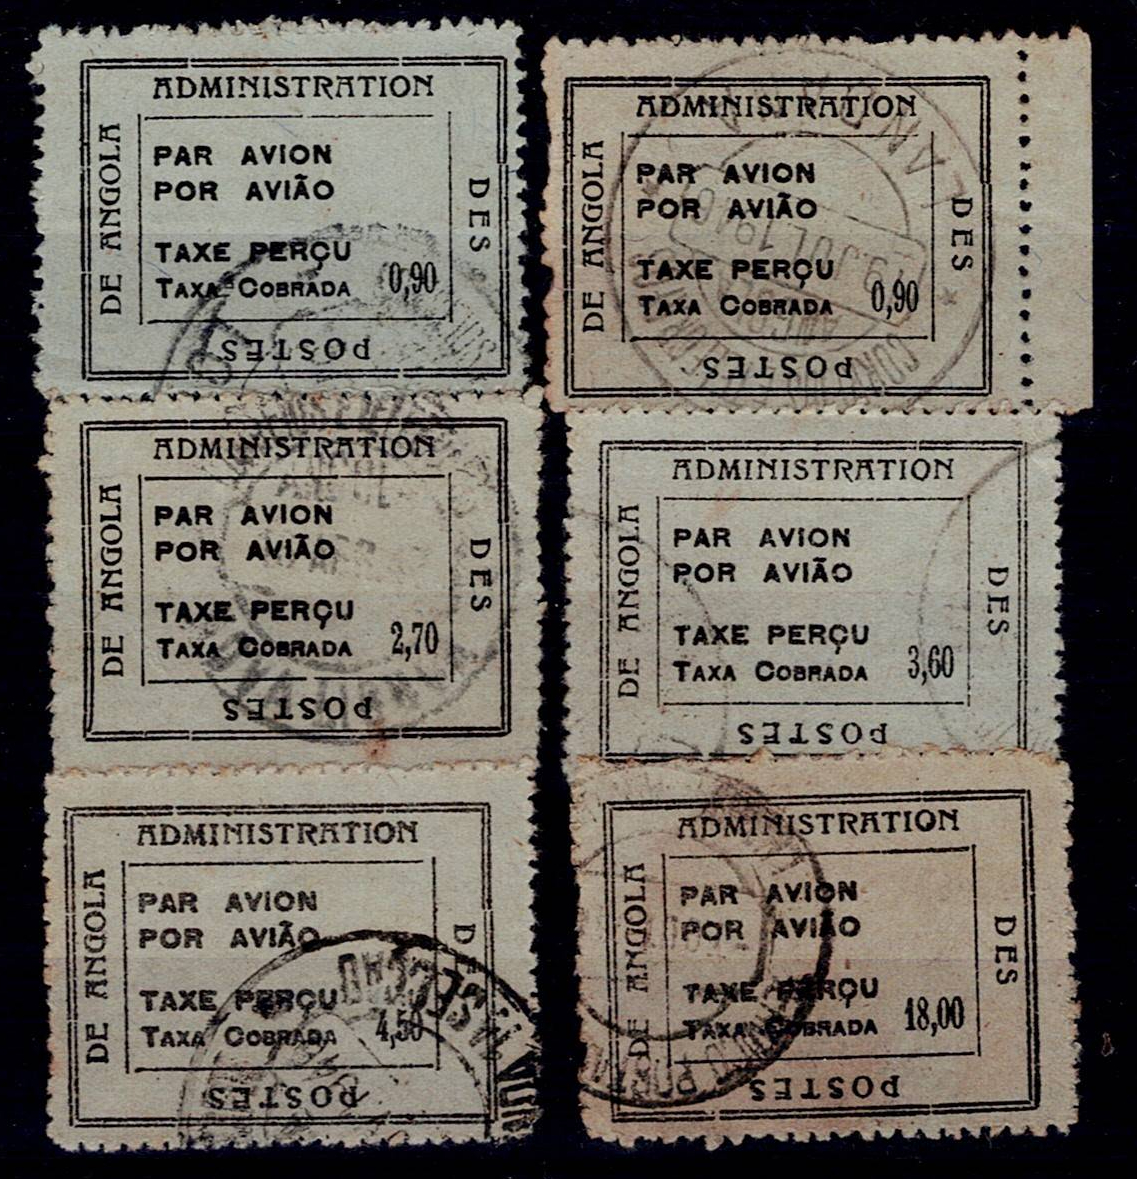 ADMINISTRATION
DES
POSTES
DE ANGOLA
PAR AVION
POR AVIÃO
TAXE PERÇU
TAXA COBRADA 0,90
ADMINISTRATION
DES
POSTES
DE ANGOLA
PAR AVION
POR AVIÃO
TAXE PERÇU
TAXA COBRADA 0,90
ADMINISTRATION
DES
POSTES
DE ANGOLA
PAR AVION
POR AVIÃO
TAXE PERÇU
TAXA COBRADA 2,70
ADMINISTRATION
DES
POSTES
DE ANGOLA
PAR AVION
POR AVIÃO
TAXE PERÇU
TAXA COBRADA 3,60
ADMINISTRATION
DES
POSTES
DE ANGOLA
PAR AVION
POR AVIÃO
TAXE PERÇU
TAXA COBRADA 4,50
ADMINISTRATION
DES
POSTES
DE ANGOLA
PAR AVION
POR AVIÃO
TAXE PERÇU
TAXA COBRADA 18,00